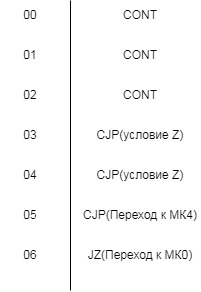 00 CONT
01 CONT
02 CONT
03 CJP(условие Z)
04 CJP(условие Z)
05 CJP(Переход к МК4)
06 JZ(Переход к МК0)